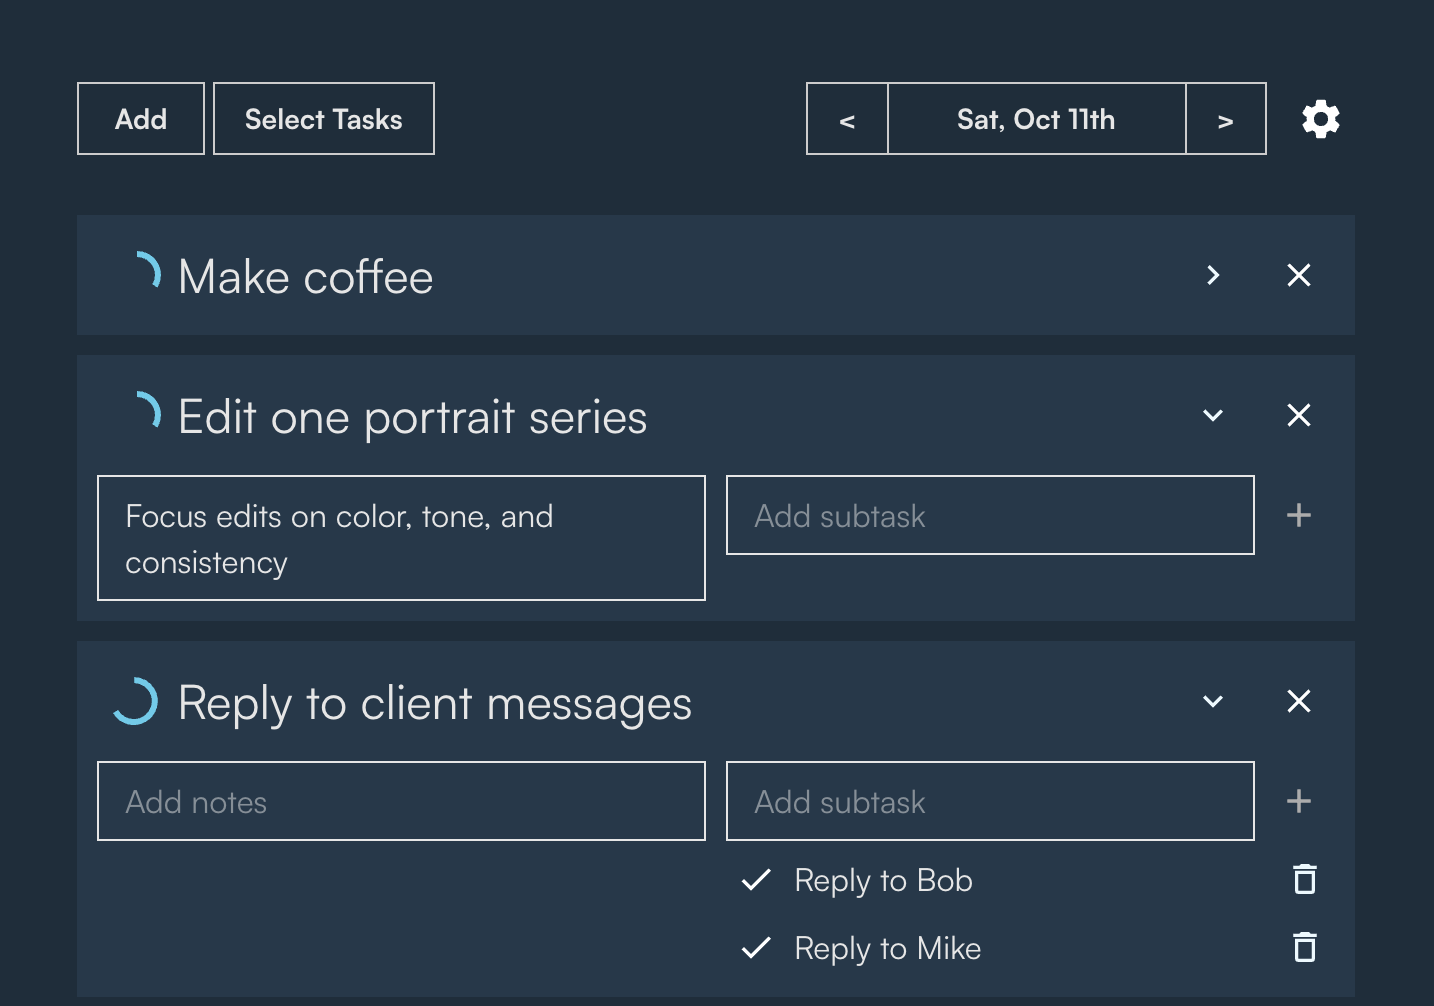 Add
Select Tasks
<
Sat, Oct 11th
>
Make coffee
Edit one portrait series
Focus edits on color, tone, and
consistency
Add subtask
Reply to client messages
Add notes
Add subtask
Reply to Bob
Reply to Mike